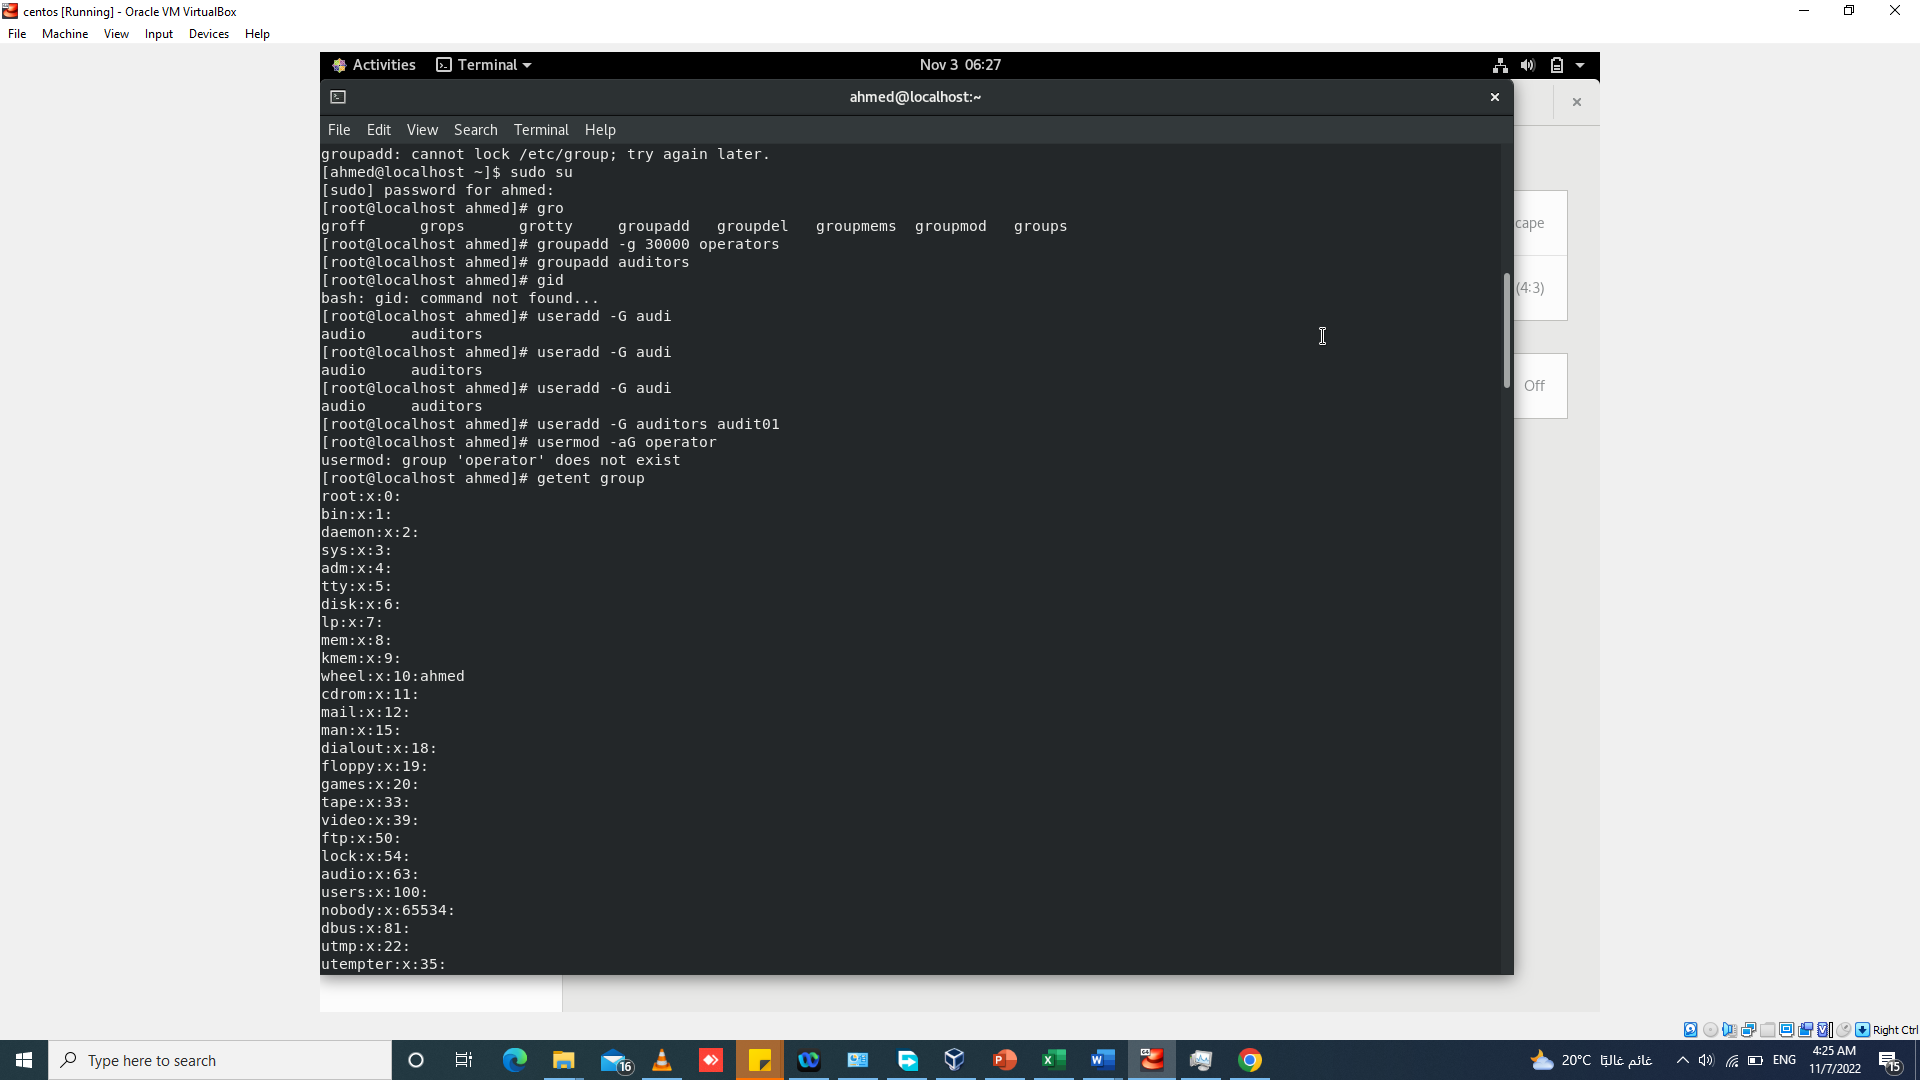 centos [Running] - Oracle VM VirtualBox
File Machine View Input Devices Help
Activities Terminal Nov 3 06:27
ahmed@localhost:~
File Edit View Search Terminal Help
groupadd: cannot lock /etc/group; try again later.
[ahmed@localhost ~]$ sudo su
[sudo] password for ahmed:
[root@localhost ahmed]# gro
groff grops grotty groupadd groupdel groupmems groupmod groups
[root@localhost ahmed]# groupadd -g 30000 operators
[root@localhost ahmed]# groupadd auditors
[root@localhost ahmed]# gid
bash: gid: command not found...
[root@localhost ahmed]# useradd -G audi
audio auditors
[root@localhost ahmed]# useradd -G audi
audio auditors
[root@localhost ahmed]# useradd -G audi
audio auditors
[root@localhost ahmed]# useradd -G auditors audit01
[root@localhost ahmed]# usermod -aG operator
usermod: group 'operator' does not exist
[root@localhost ahmed]# getent group
root:x:0:
bin:x:1:
daemon:x:2:
sys:x:3:
adm:x:4:
tty:x:5:
disk:x:6:
lp:x:7:
mem:x:8:
kmem:x:9:
wheel:x:10:ahmed
cdrom:x:11:
mail:x:12:
man:x:15:
dialout:x:18:
floppy:x:19:
games:x:20:
tape:x:33:
video:x:39:
ftp:x:50:
lock:x:54:
audio:x:63:
users:x:100:
nobody:x:65534:
dbus:x:81:
utmp:x:22:
utempter:x:35:
cape
(4:3)
Off
Right Ctrl
Type here to search
16
20°C غائم غالبًا
ENG
4:25 AM
11/7/2022
15